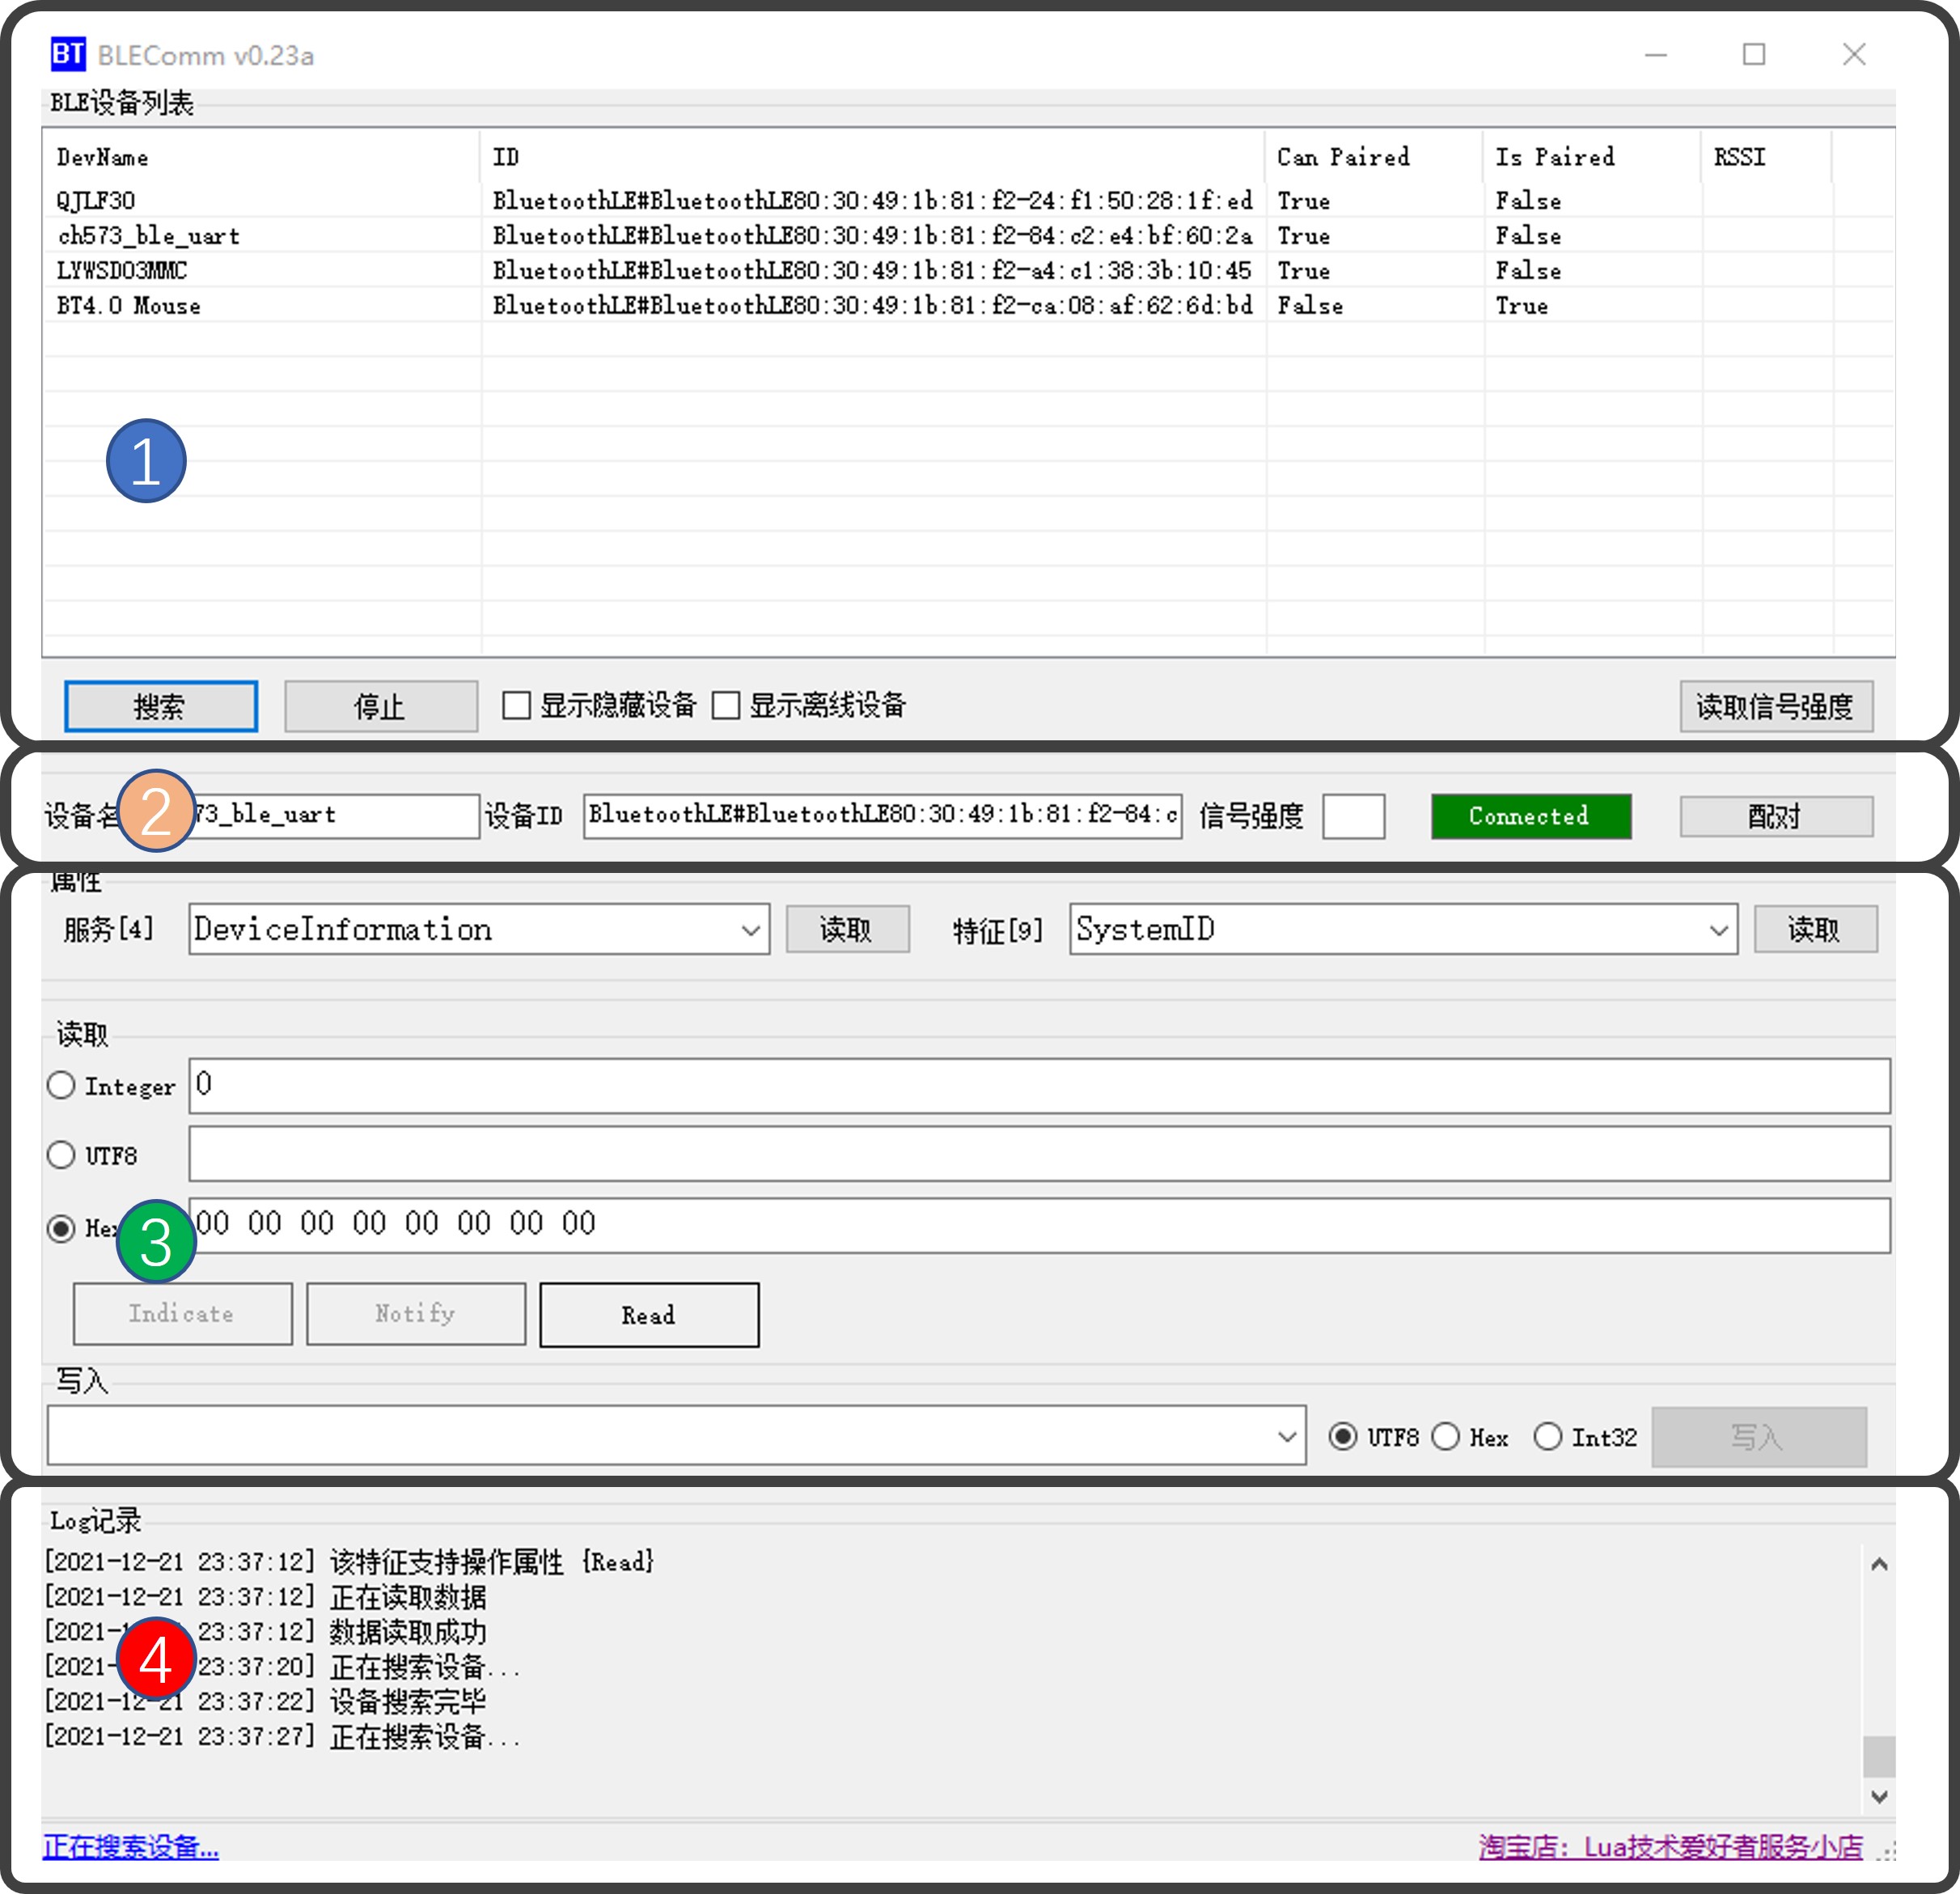 BT BLEComm v0.23a
BLE设备列表
DevName ID Can Paired Is Paired RSSI
QJLF30 BluetoothLE#BluetoothLE80:30:49:1b:81:f2-24:f1:50:28:1f:ed True False
ch573_ble_uart BluetoothLE#BluetoothLE80:30:49:1b:81:f2-84:c2:e4:bf:60:2a True False
LYWSD03MMC BluetoothLE#BluetoothLE80:30:49:1b:81:f2-a4:c1:38:3b:10:45 True False
BT4.0 Mouse BluetoothLE#BluetoothLE80:30:49:1b:81:f2-ca:08:af:62:6d:bd False True
1
搜索 停止 显示隐藏设备 显示离线设备 读取信号强度
设备名 2 73_ble_uart 设备ID BluetoothLE#BluetoothLE80:30:49:1b:81:f2-84:c 信号强度 Connected 配对
属性
服务[4] DeviceInformation 读取 特征[9] SystemID 读取
读取
Integer 0
UTF8
Hex 3 00 00 00 00 00 00 00 00
Indicate Notify Read
写入
UTF8 Hex Int32 写入
Log记录
[2021-12-21 23:37:12] 该特征支持操作属性 {Read}
[2021-12-21 23:37:12] 正在读取数据
[2021-1 23:37:12] 数据读取成功
4
[2021- 23:37:20] 正在搜索设备...
[2021-12-21 23:37:22] 设备搜索完毕
[2021-12-21 23:37:27] 正在搜索设备...
正在搜索设备... 淘宝店：Lua技术爱好者服务小店